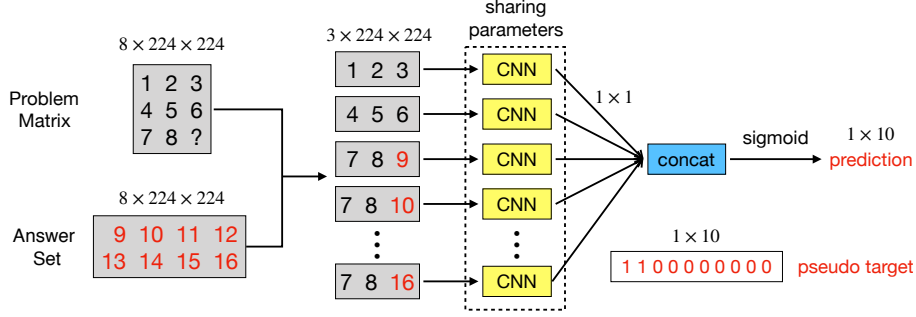 sharing
parameters
8 × 224 × 224
3 × 224 × 224
Problem
Matrix
1 2 3
4 5 6
7 8 ?
1 2 3
CNN
4 5 6
CNN
1 × 1
7 8 9
CNN
concat
sigmoid
1 × 10
prediction
8 × 224 × 224
7 8 10
CNN
Answer
Set
9 10 11 12
13 14 15 16
7 8 16
CNN
1 × 10
1 1 0 0 0 0 0 0 0 0
pseudo target